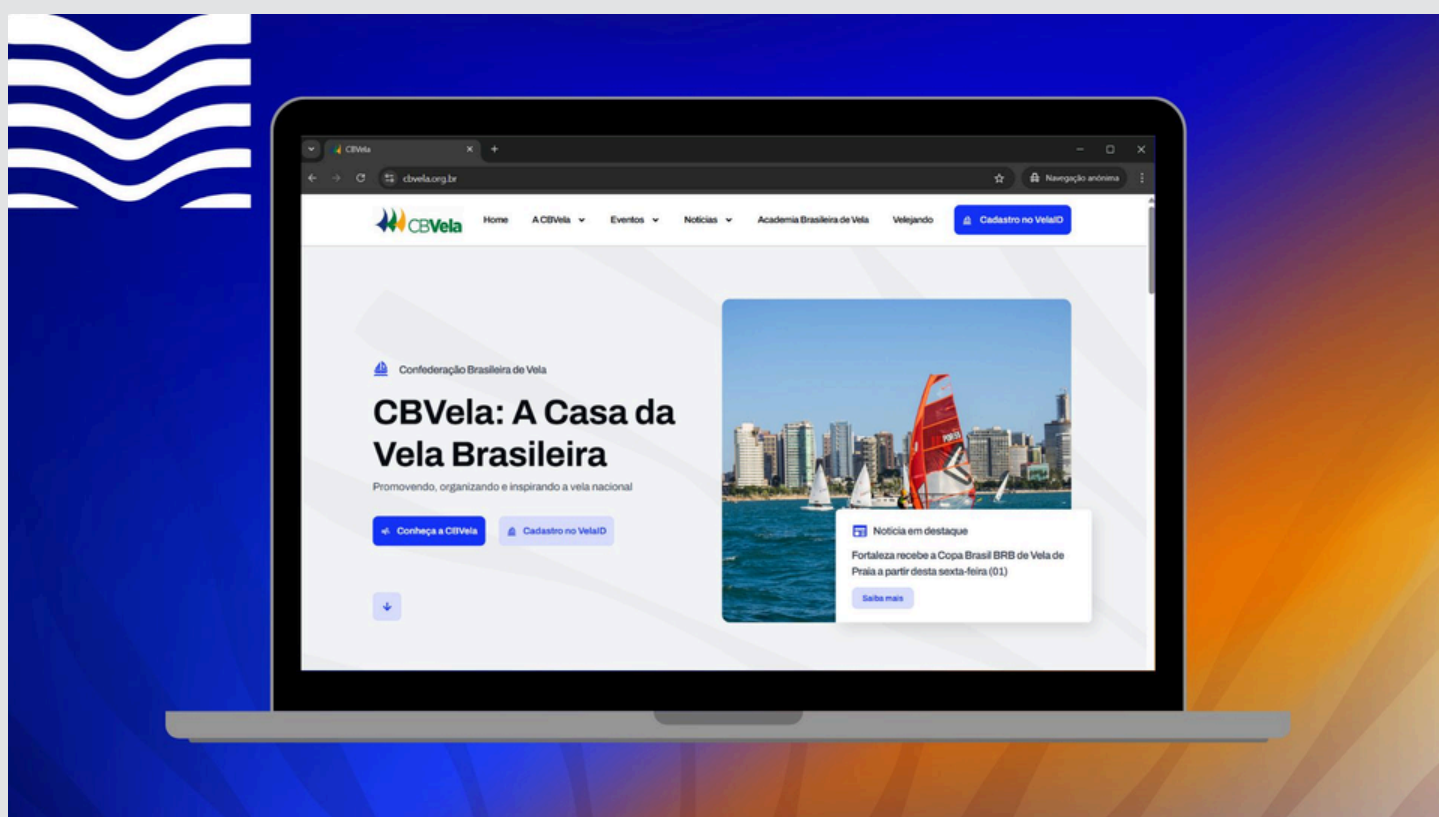 CBVela
cbvela.org.br
Navegação anônima
CBVela
Home
A CBVela
Eventos
Notícias
Academia Brasileira de Vela
Velejando
Cadastro no VelaID
Confederação Brasileira de Vela
CBVela: A Casa da
Vela Brasileira
Promovendo, organizando e inspirando a vela nacional
Conheça a CBVela
Cadastro no VelaID
Notícia em destaque
Fortaleza recebe a Copa Brasil BRB de Vela de
Praia a partir desta sexta-feira (01)
Saiba mais